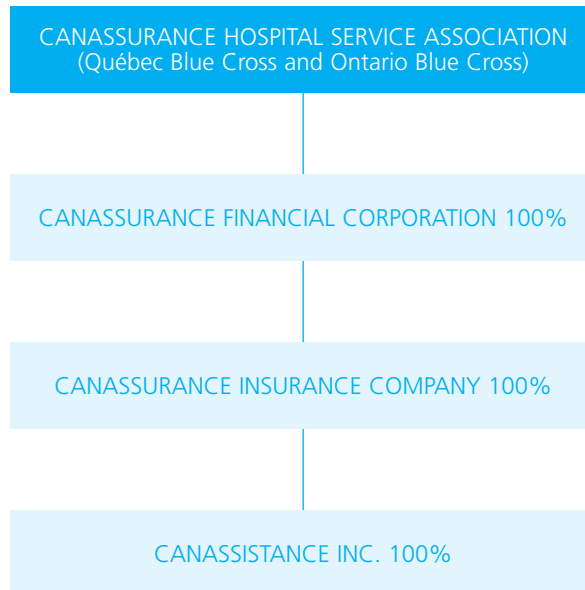 CANASSURANCE HOSPITAL SERVICE ASSOCIATION
(Québec Blue Cross and Ontario Blue Cross)
CANASSURANCE FINANCIAL CORPORATION 100%
CANASSURANCE INSURANCE COMPANY 100%
CANASSISTANCE INC. 100%